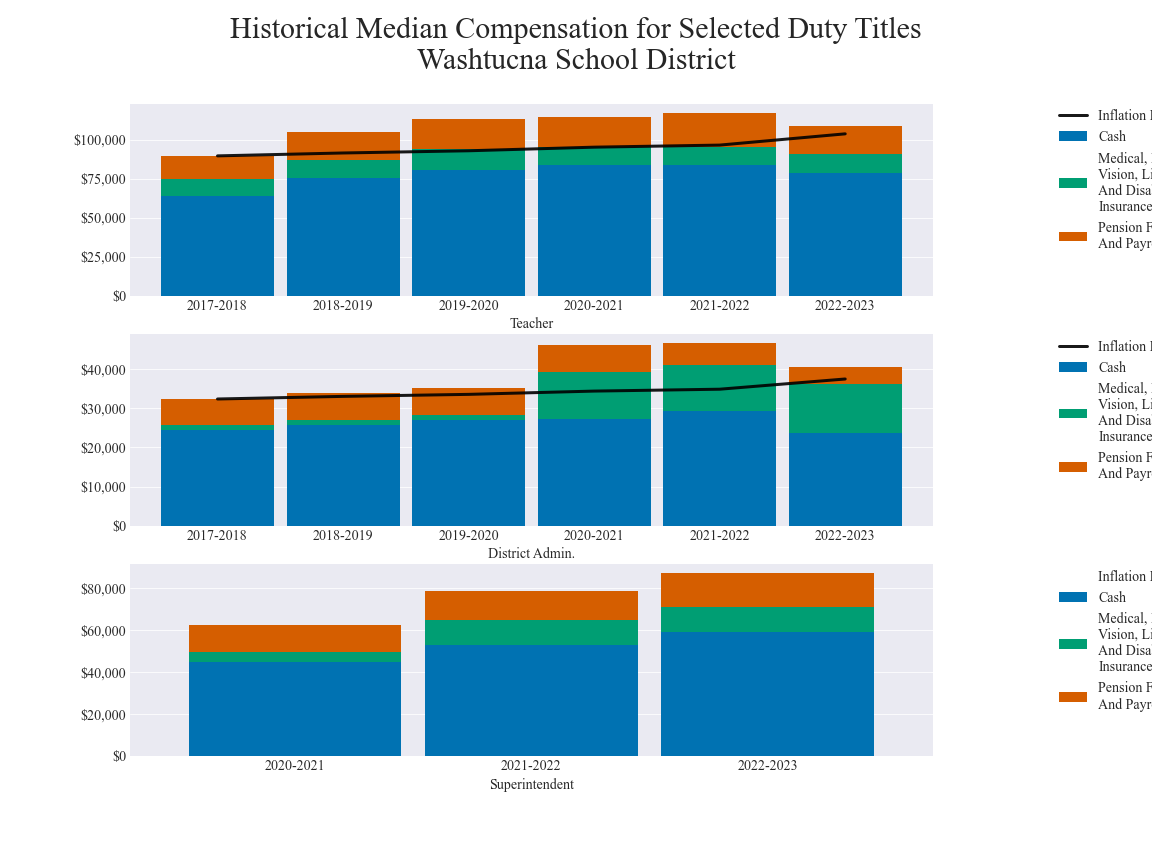 Historical Median Compensation for Selected Duty Titles
Washtucna School District
$100,000
$75,000
$50,000
$25,000
$0
2017-2018 2018-2019 2019-2020 2020-2021 2021-2022 2022-2023
Teacher
Inflation
Cash
Medical,
Vision,
And
Insurance
Pension
And
$40,000
$30,000
$20,000
$10,000
$0
2017-2018 2018-2019 2019-2020 2020-2021 2021-2022 2022-2023
District Admin.
Inflation
Cash
Medical,
Vision,
And
Insurance
Pension
And
$80,000
$60,000
$40,000
$20,000
$0
2020-2021 2021-2022 2022-2023
Superintendent
Inflation
Cash
Medical,
Vision,
And
Insurance
Pension
And